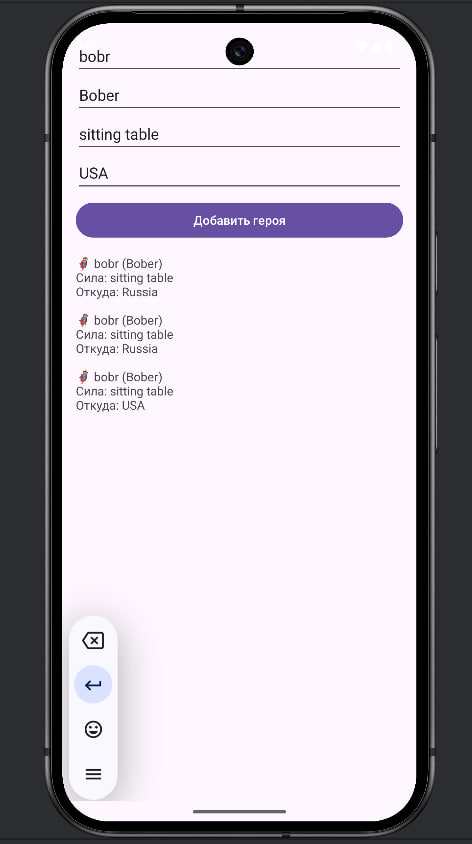 bobr
Bober
sitting table
USA
Добавить героя
🦸 bobr (Bober)
Сила: sitting table
Откуда: Russia
🦸 bobr (Bober)
Сила: sitting table
Откуда: Russia
🦸 bobr (Bober)
Сила: sitting table
Откуда: USA